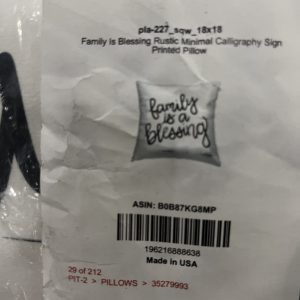 pla-227_sqw_18x18
Family Is Blessing Rustic Minimal Calligraphy Sign
Printed Pillow
family
is a
blessing
ASIN: B0B87KG8MP
196216888638
Made in USA
29 of 212
PIT-2 > PILLOWS > 35279993